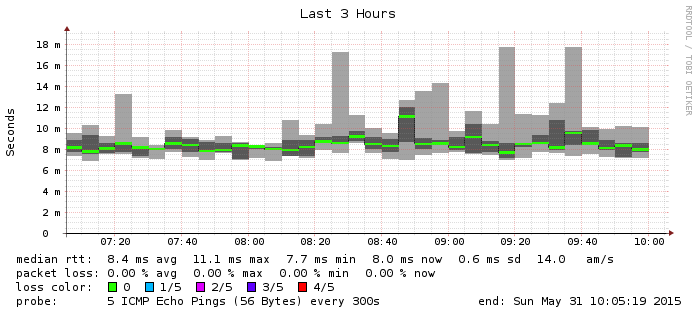 Last 3 Hours
RRDTOOL / TOBI OETIKER
Seconds
18 m
16 m
14 m
12 m
10 m
8 m
6 m
4 m
2 m
0
07:20 07:40 08:00 08:20 08:40 09:00 09:20 09:40 10:00
median rtt: 8.4 ms avg 11.1 ms max 7.7 ms min 8.0 ms now 0.6 ms sd 14.0 am/s
packet loss: 0.00 % avg 0.00 % max 0.00 % min 0.00 % now
loss color: 0 1/5 2/5 3/5 4/5
probe: 5 ICMP Echo Pings (56 Bytes) every 300s end: Sun May 31 10:05:19 2015